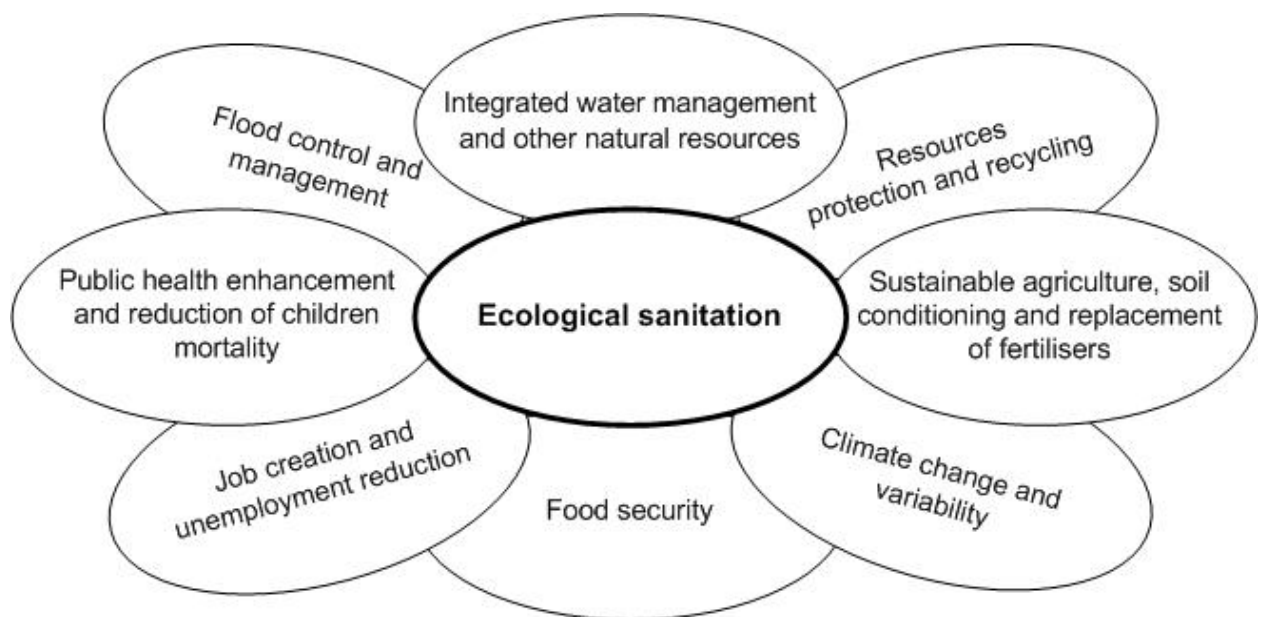 Integrated water management
and other natural resources
Flood control and
management
Resources
protection and recycling
Public health enhancement
and reduction of children
mortality
Ecological sanitation
Sustainable agriculture, soil
conditioning and replacement
of fertilisers
Job creation and
unemployment reduction
Food security
Climate change and
variability